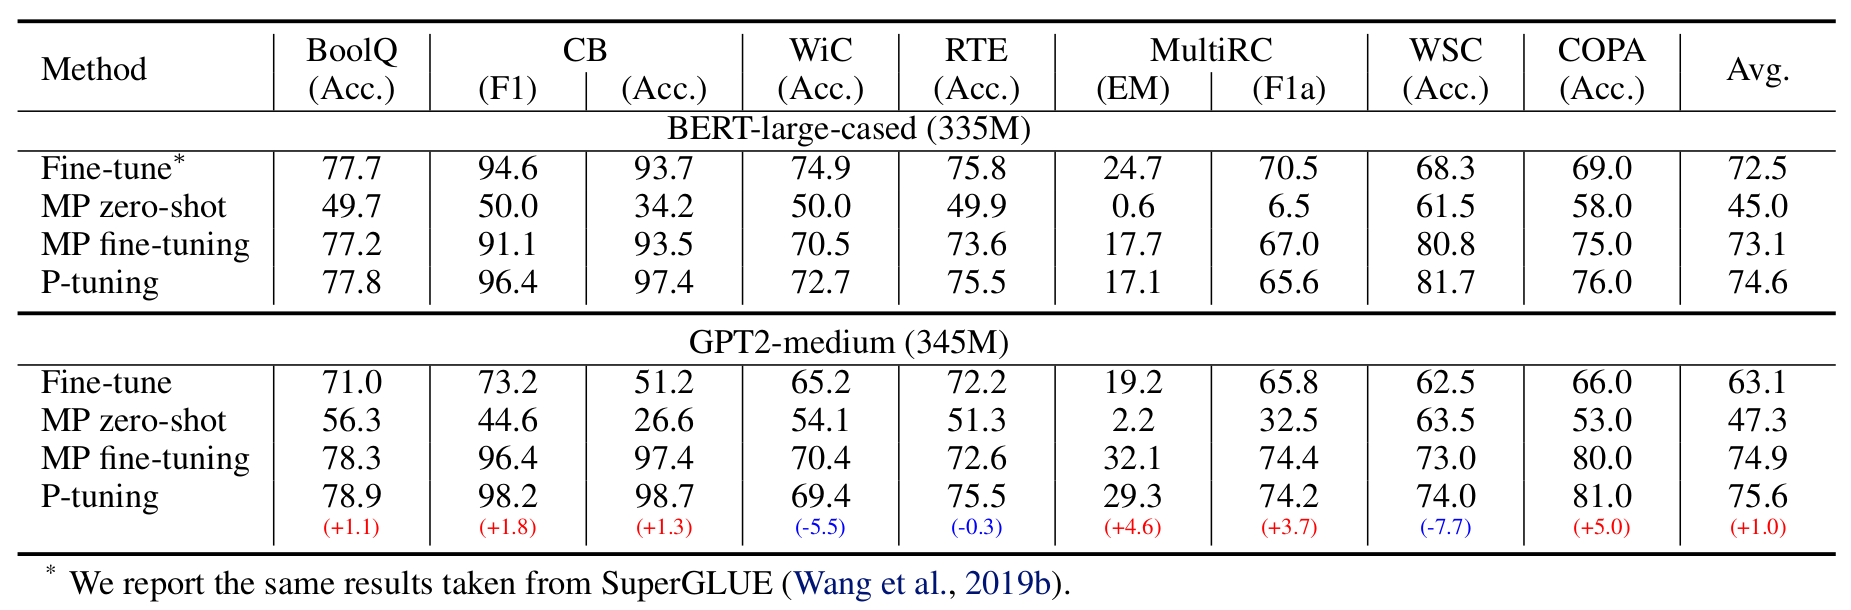 Method BoolQ CB WiC RTE MultiRC WSC COPA Avg.
(Acc.) (F1) (Acc.) (Acc.) (Acc.) (EM) (F1a) (Acc.) (Acc.)
BERT-large-cased (335M)
Fine-tune* 77.7 94.6 93.7 74.9 75.8 24.7 70.5 68.3 69.0 72.5
MP zero-shot 49.7 50.0 34.2 50.0 49.9 0.6 6.5 61.5 58.0 45.0
MP fine-tuning 77.2 91.1 93.5 70.5 73.6 17.7 67.0 80.8 75.0 73.1
P-tuning 77.8 96.4 97.4 72.7 75.5 17.1 65.6 81.7 76.0 74.6
GPT2-medium (345M)
Fine-tune 71.0 73.2 51.2 65.2 72.2 19.2 65.8 62.5 66.0 63.1
MP zero-shot 56.3 44.6 26.6 54.1 51.3 2.2 32.5 63.5 53.0 47.3
MP fine-tuning 78.3 96.4 97.4 70.4 72.6 32.1 74.4 73.0 80.0 74.9
P-tuning 78.9 98.2 98.7 69.4 75.5 29.3 74.2 74.0 81.0 75.6
(+1.1) (+1.8) (+1.3) (-5.5) (-0.3) (+4.6) (+3.7) (-7.7) (+5.0) (+1.0)
* We report the same results taken from SuperGLUE (Wang et al., 2019b).